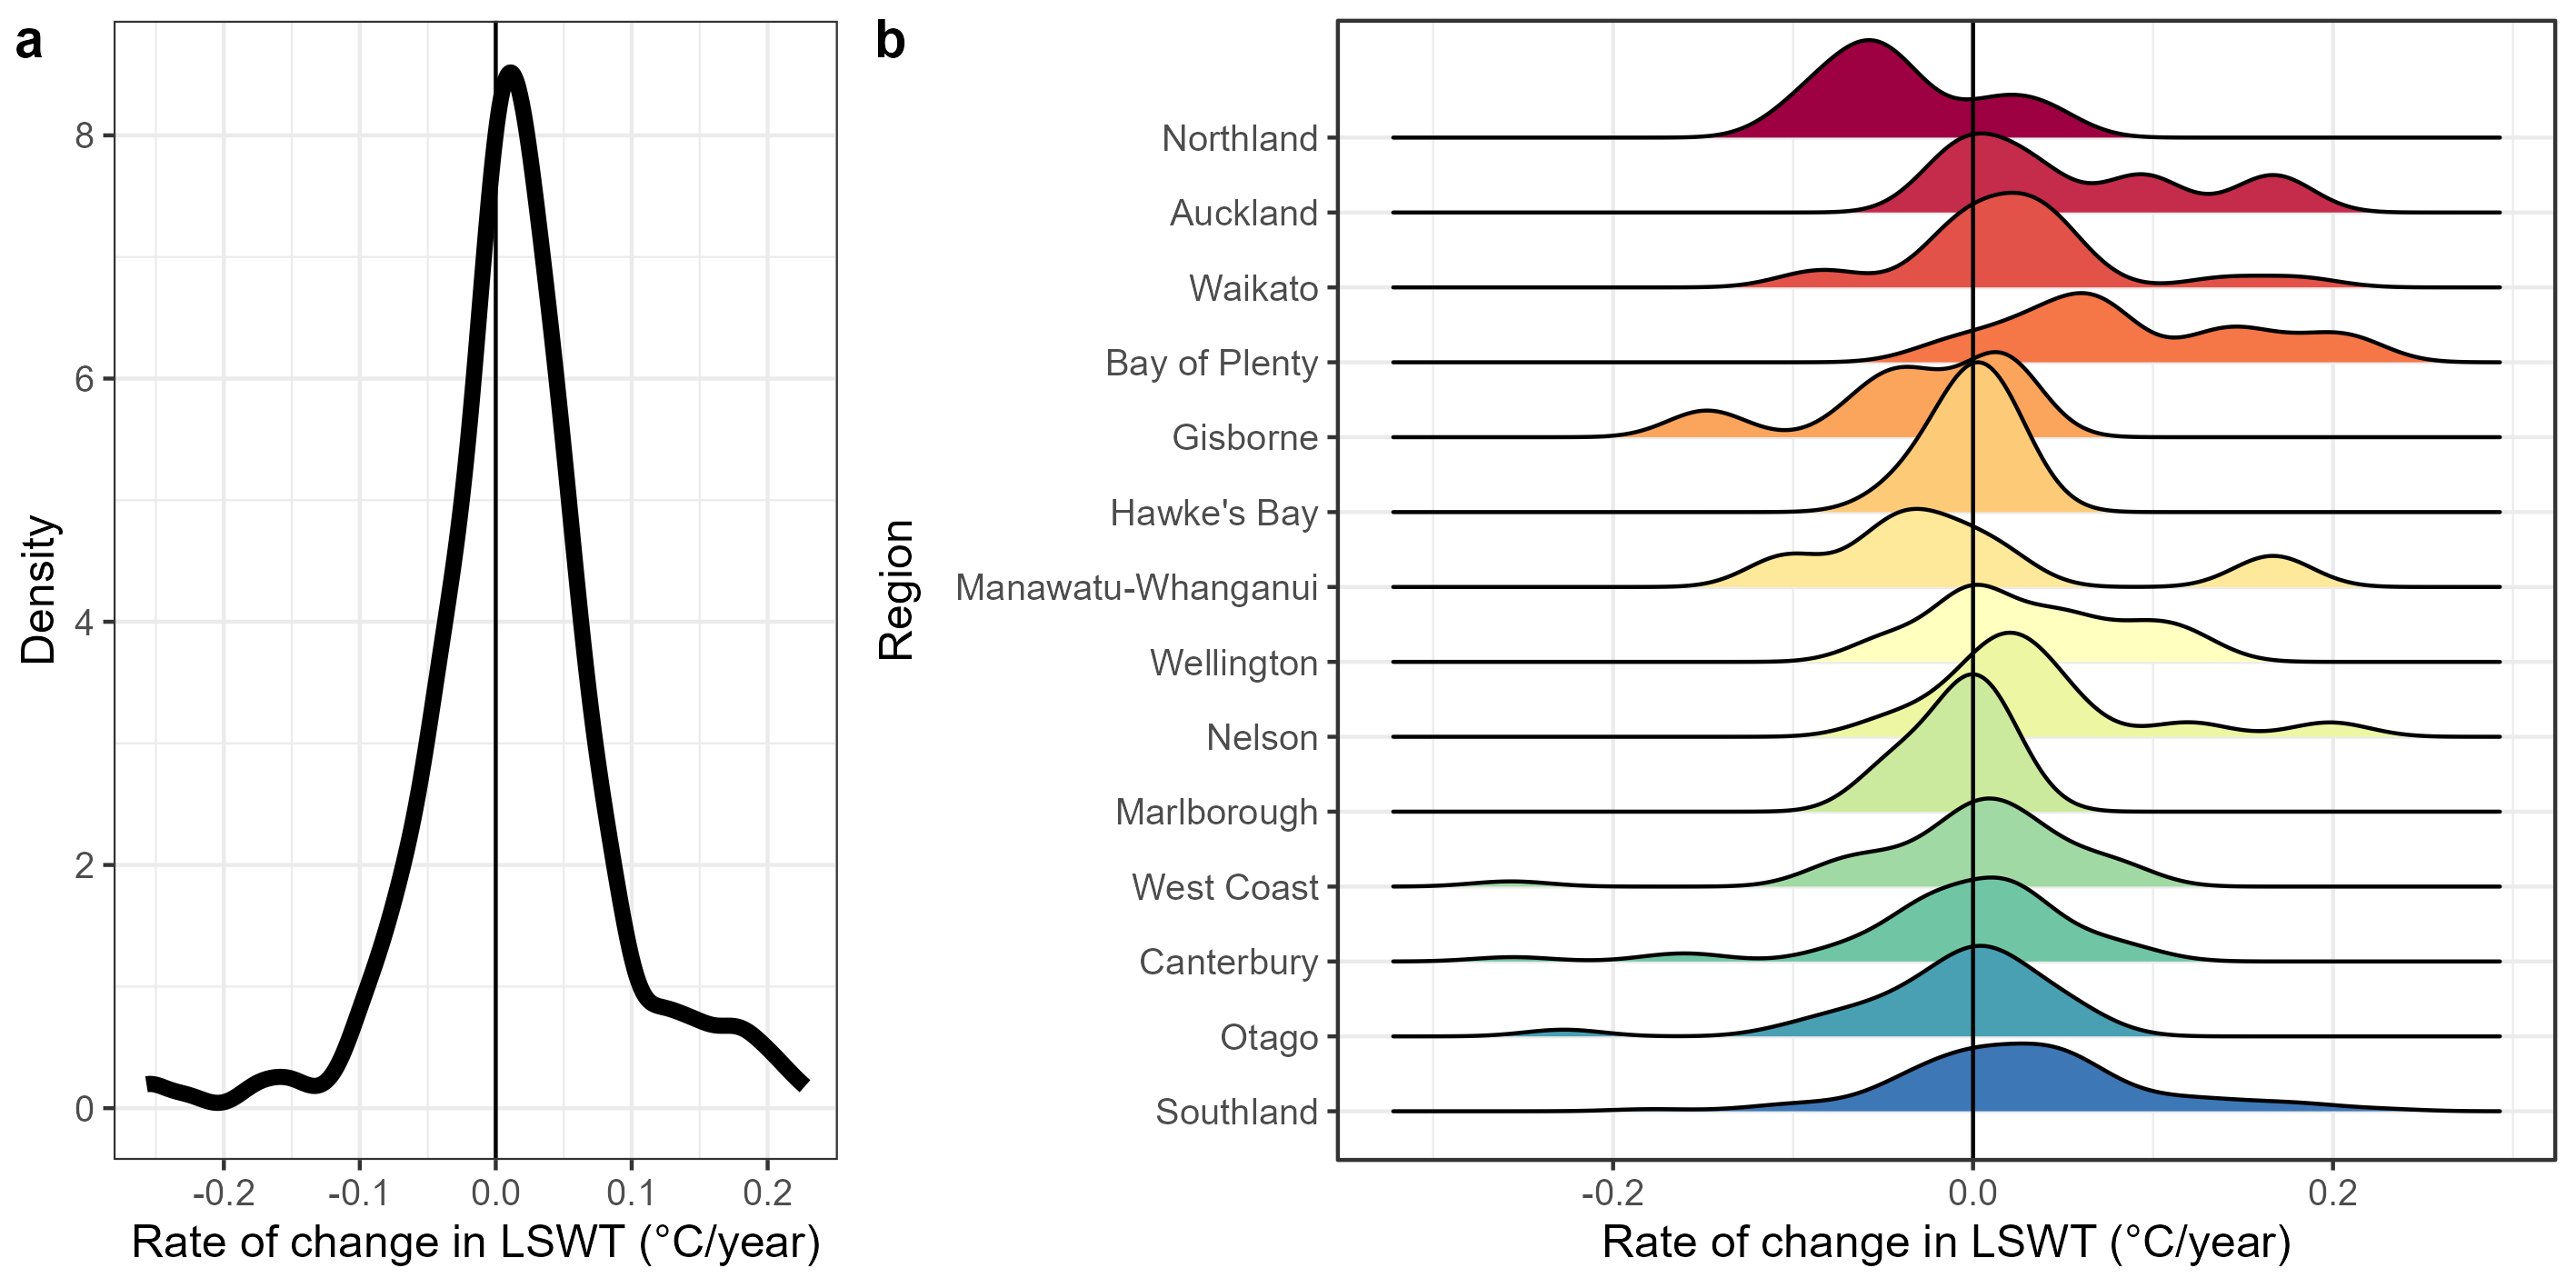 a
Density
8
6
4
2
0
-0.2 -0.1 0.0 0.1 0.2
Rate of change in LSWT (°C/year)
b
Region
Northland
Auckland
Waikato
Bay of Plenty
Gisborne
Hawke's Bay
Manawatu-Whanganui
Wellington
Nelson
Marlborough
West Coast
Canterbury
Otago
Southland
-0.2 0.0 0.2
Rate of change in LSWT (°C/year)